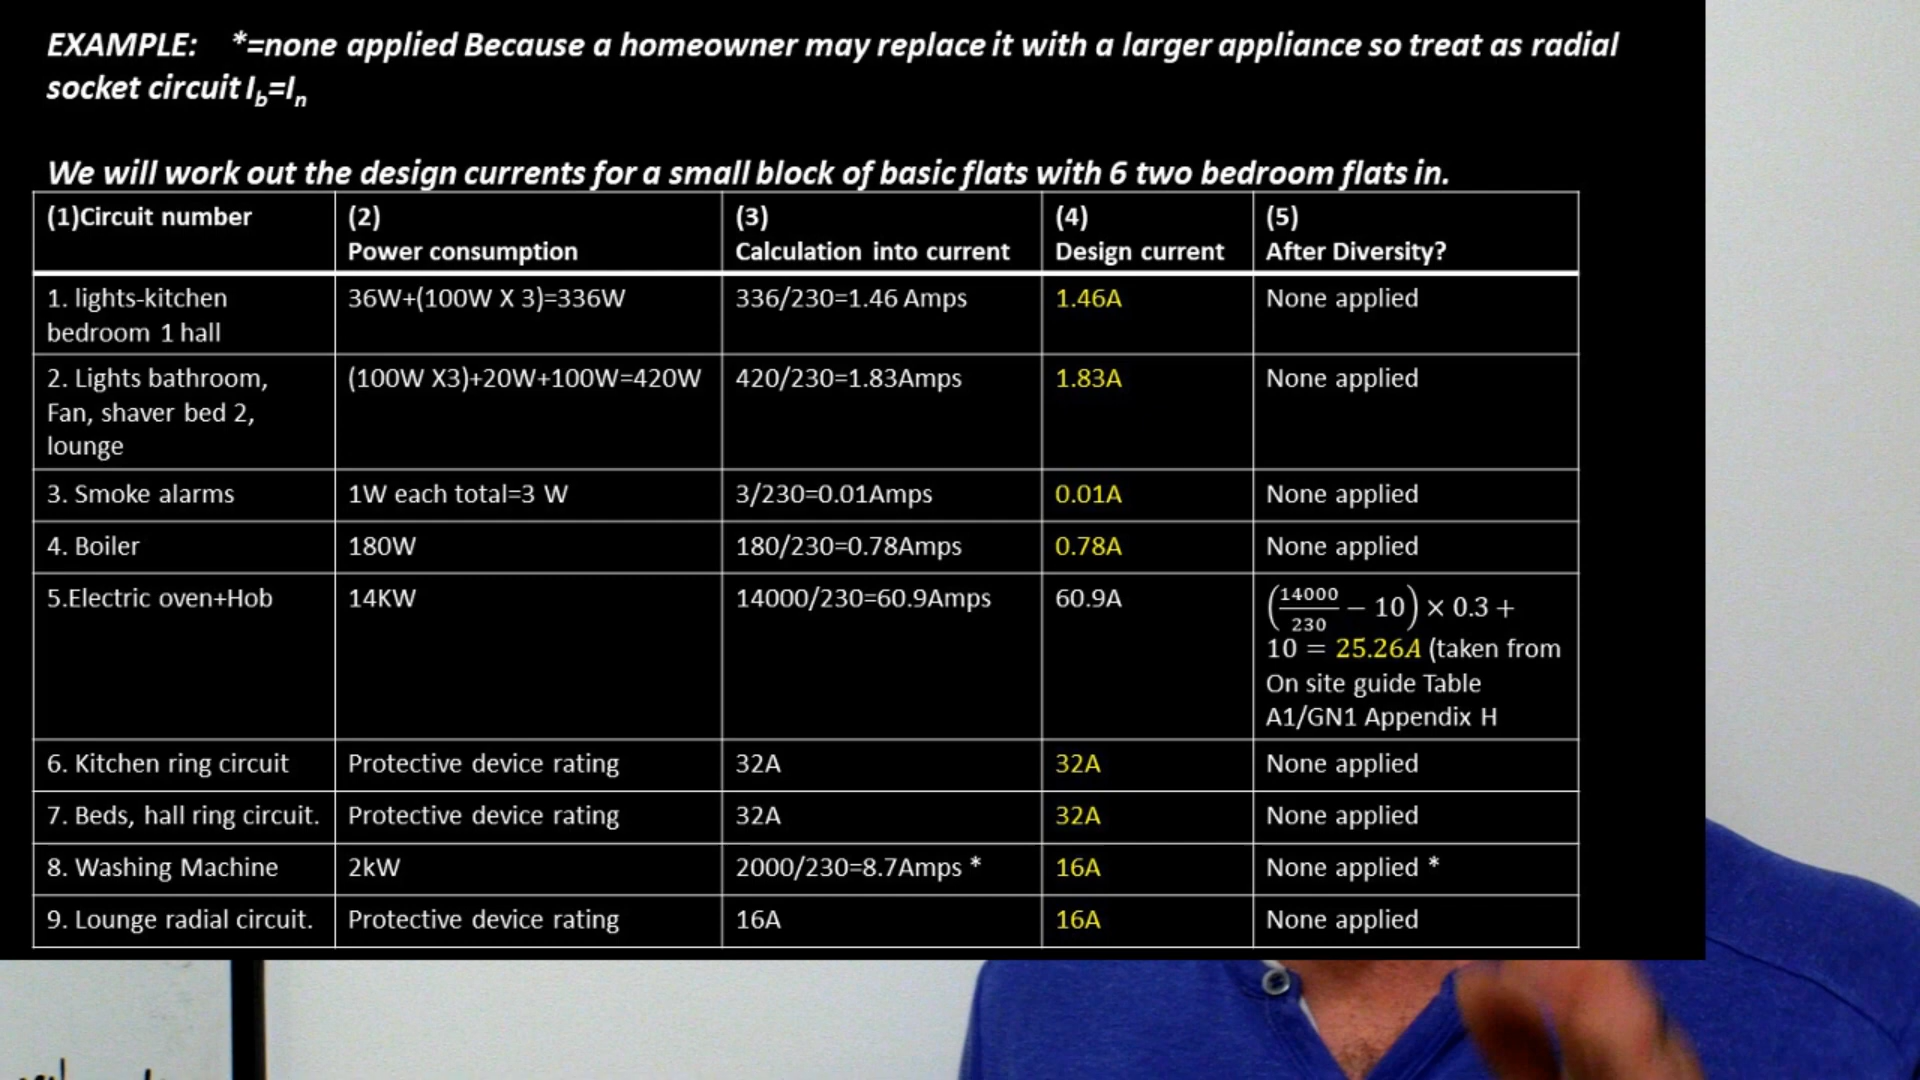 EXAMPLE: *=none applied Because a homeowner may replace it with a larger appliance so treat as radial
socket circuit Ib=In
We will work out the design currents for a small block of basic flats with 6 two bedroom flats in.
(1)Circuit number
(2)
Power consumption
(3)
Calculation into current
(4)
Design current
(5)
After Diversity?
1. lights-kitchen
bedroom 1 hall
36W+(100W X 3)=336W
336/230=1.46 Amps
1.46A
None applied
2. Lights bathroom,
Fan, shaver bed 2,
lounge
(100W X3)+20W+100W=420W
420/230=1.83Amps
1.83A
None applied
3. Smoke alarms
1W each total=3 W
3/230=0.01Amps
0.01A
None applied
4. Boiler
180W
180/230=0.78Amps
0.78A
None applied
5.Electric oven+Hob
14KW
14000/230=60.9Amps
60.9A
(14000/230 − 10) × 0.3 +
10 = 25.26A (taken from
On site guide Table
A1/GN1 Appendix H
6. Kitchen ring circuit
Protective device rating
32A
32A
None applied
7. Beds, hall ring circuit.
Protective device rating
32A
32A
None applied
8. Washing Machine
2kW
2000/230=8.7Amps *
16A
None applied *
9. Lounge radial circuit.
Protective device rating
16A
16A
None applied